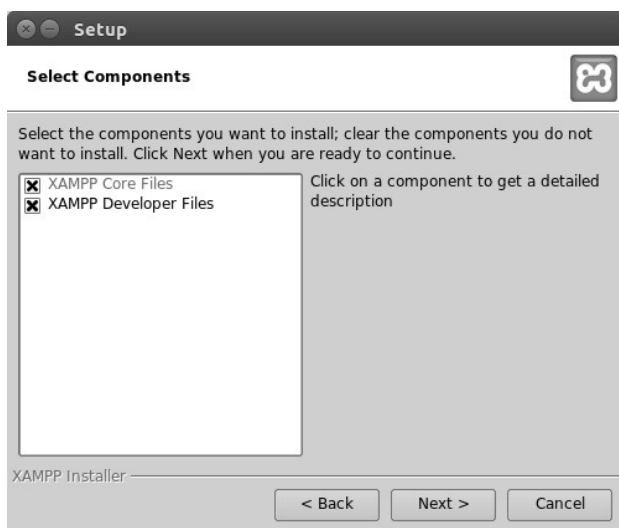 Setup
Select Components
Select the components you want to install; clear the components you do not
want to install. Click Next when you are ready to continue.
XAMPP Core Files
XAMPP Developer Files
Click on a component to get a detailed
description
XAMPP Installer
< Back
Next >
Cancel